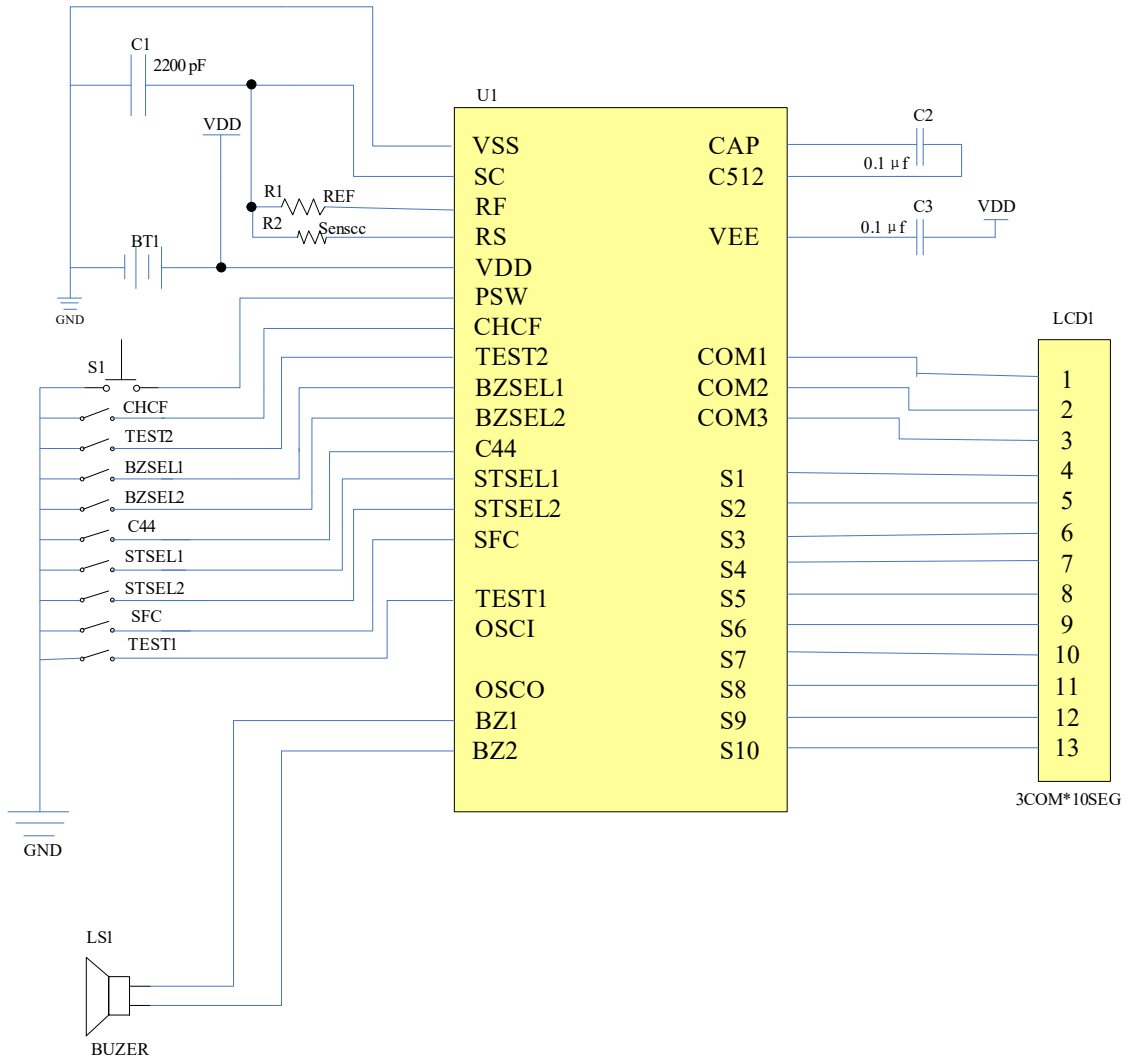 C1
2200 pF
VDD
R1
REF
R2
Senscc
BT1
GND
S1
CHCF
TEST2
BZSEL1
BZSEL2
C44
STSEL1
STSEL2
SFC
TEST1
GND
LS1
BUZER
U1
VSS
SC
RF
RS
VDD
PSW
CHCF
TEST2
BZSEL1
BZSEL2
C44
STSEL1
STSEL2
SFC
TEST1
OSCI
OSCO
BZ1
BZ2
CAP
C512
VEE
COM1
COM2
COM3
S1
S2
S3
S4
S5
S6
S7
S8
S9
S10
C2
0.1 μf
C3
0.1 μf
VDD
LCD1
1
2
3
4
5
6
7
8
9
10
11
12
13
3COM*10SEG